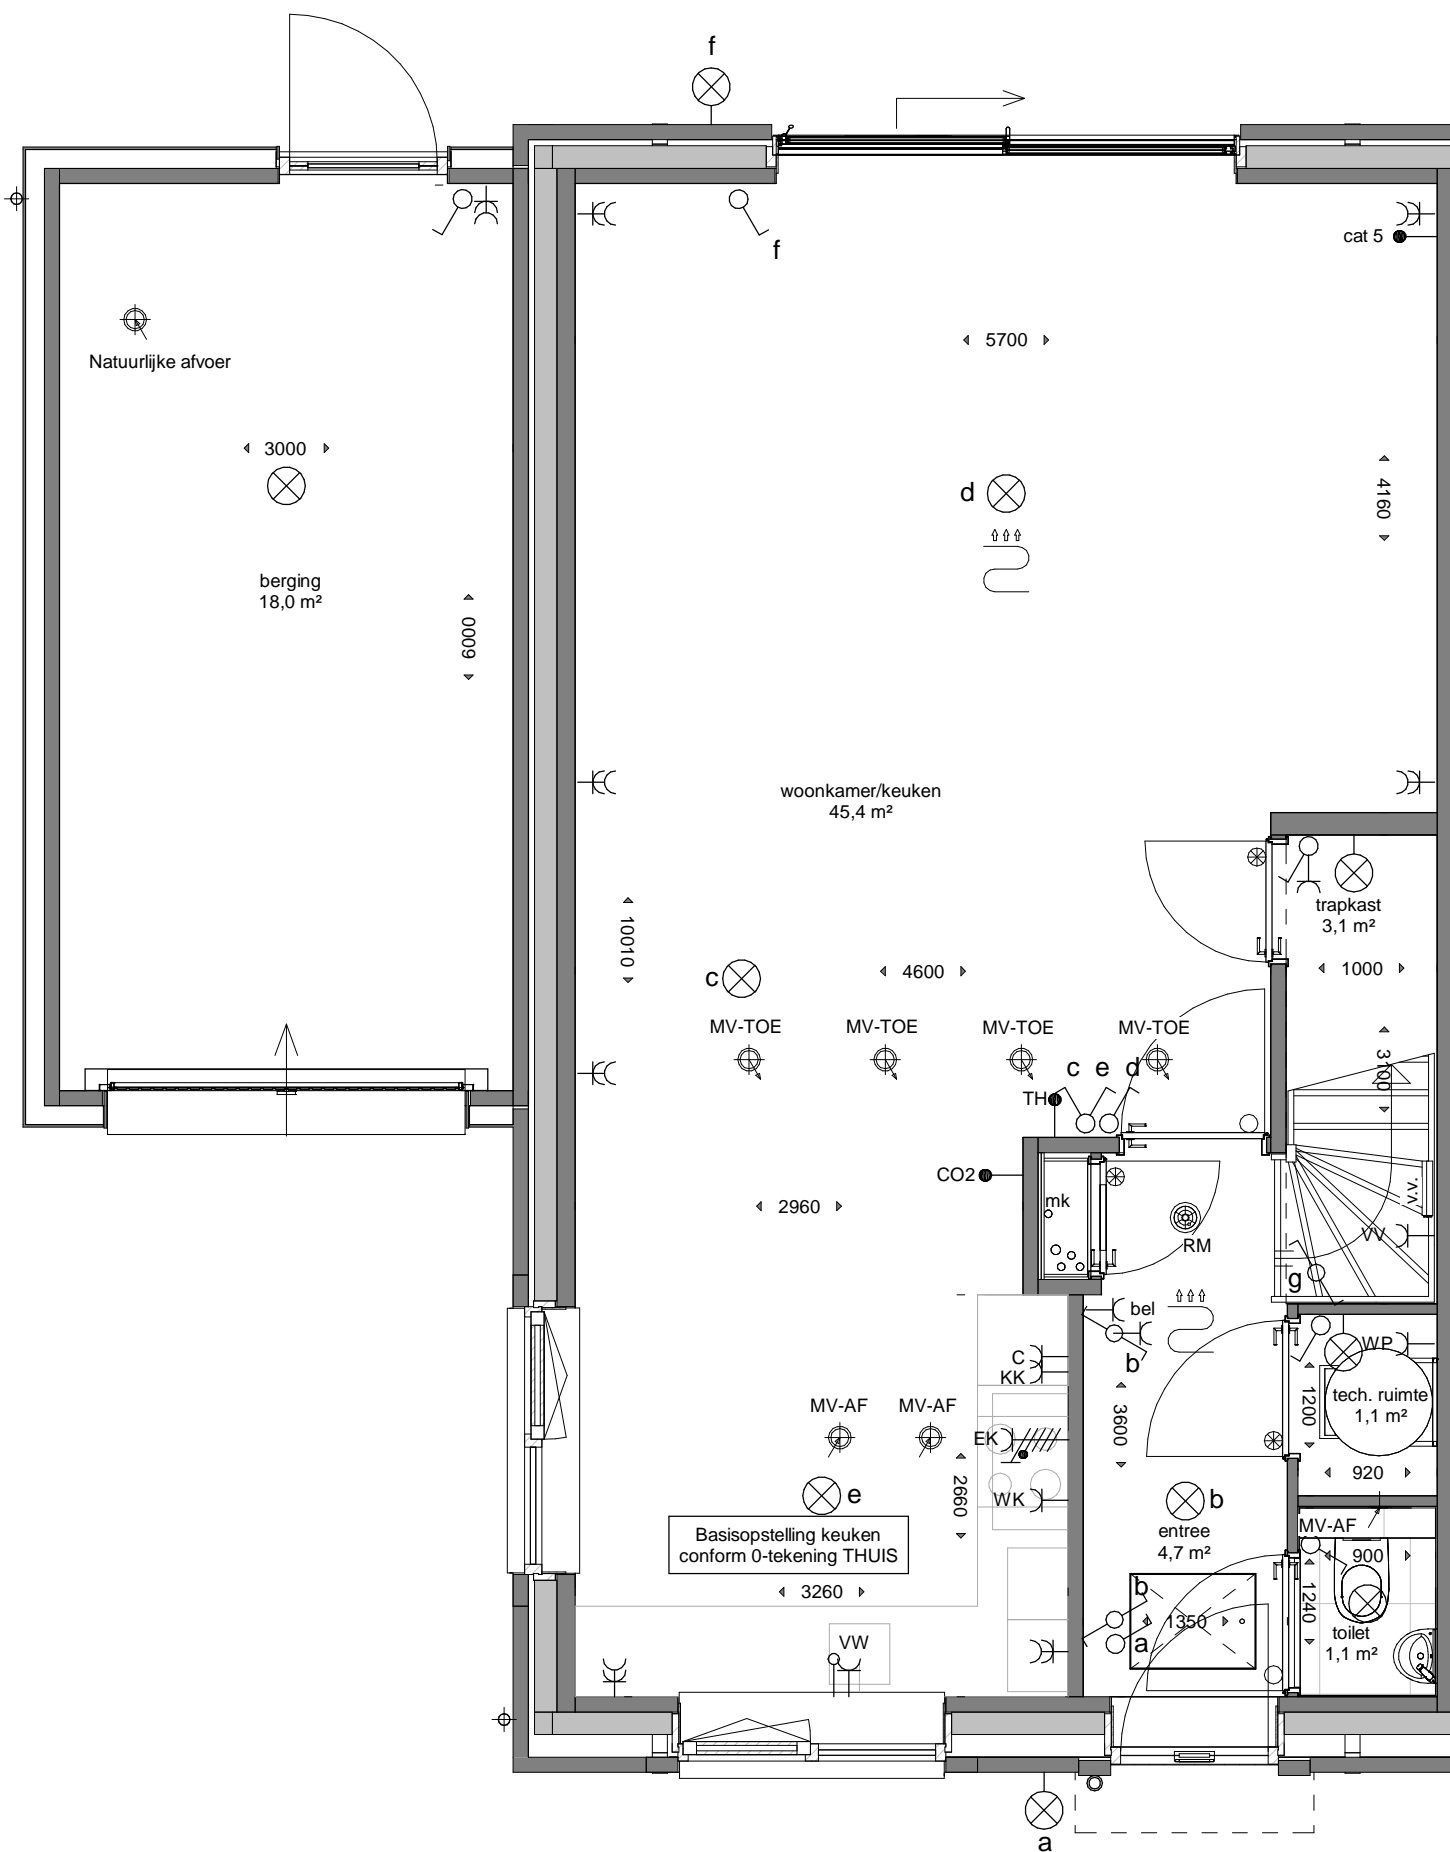 f
f
cat 5
5700
Natuurlijke afvoer
3000
4160
d
berging
18,0 m²
6000
woonkamer/keuken
45,4 m²
trapkast
3,1 m²
10010
4600
1000
c
MV-TOE
MV-TOE
MV-TOE
MV-TOE
3100
c
e
d
TH
CO2
mk
2960
v.v.
VV
RM
g
bel
b
C
KK
WP
MV-AF
MV-AF
3600
1200
tech. ruimte
1,1 m²
EK
2660
920
e
WK
b
Basisopstelling keuken
conform 0-tekening THUIS
entree
4,7 m²
MV-AF
900
3260
b
1240
1350
a
toilet
1,1 m²
VW
a